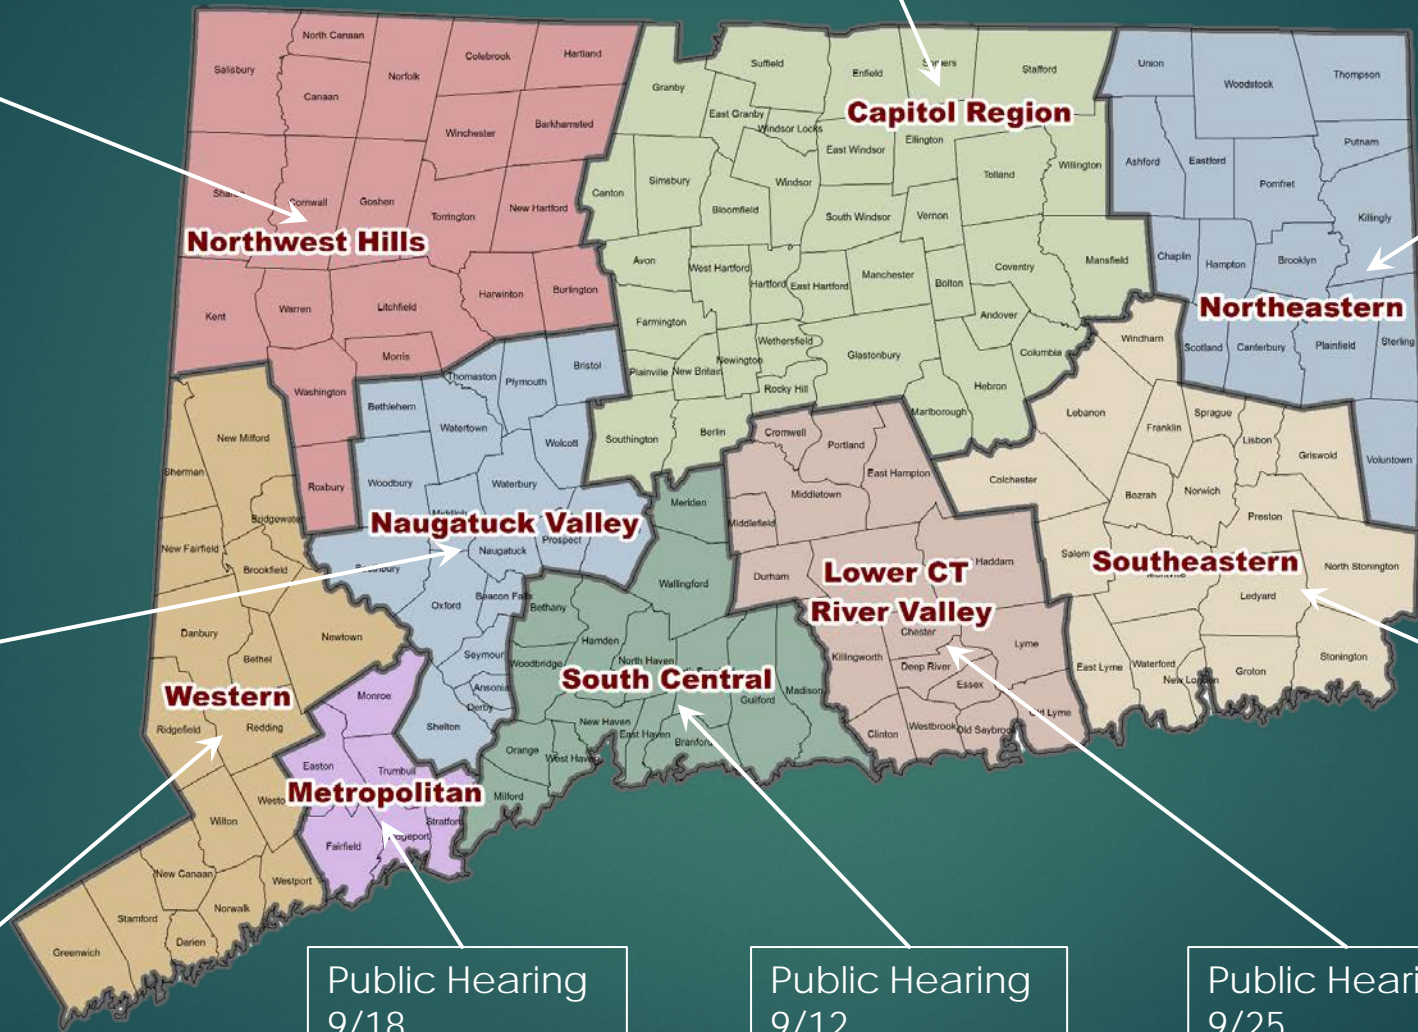 North Canaan
Colebrook
Hartland
Salisbury
Norfolk
Canaan
Winchester
Barkhamsted
Cornwall
Goshen
Torrington
New Hartford
Northwest Hills
Kent
Warren
Litchfield
Harwinton
Burlington
Morris
Washington
Roxbury
Suffield
Enfield
Somers
Stafford
Granby
East Granby
Windsor Locks
Capitol Region
East Windsor
Ellington
Tolland
Willington
Canton
Simsbury
Windsor
Bloomfield
South Windsor
Vernon
Avon
West Hartford
Hartford
East Hartford
Manchester
Bolton
Coventry
Mansfield
Farmington
Wethersfield
Glastonbury
Andover
Columbia
Plainville
New Britain
Newington
Rocky Hill
Hebron
Marlborough
Southington
Berlin
Union
Woodstock
Thompson
Ashford
Eastford
Pomfret
Putnam
Killingly
Chaplin
Hampton
Brooklyn
Northeastern
Scotland
Canterbury
Plainfield
Sterling
Voluntown
Bethlehem
Thomaston
Plymouth
Bristol
Watertown
Wolcott
Woodbury
Waterbury
Naugatuck Valley
Naugatuck
Prospect
Oxford
Beacon Falls
Seymour
Ansonia
Derby
Shelton
New Milford
Sherman
Bridgewater
New Fairfield
Brookfield
Danbury
Bethel
Newtown
Western
Ridgefield
Redding
Wilton
New Canaan
Westport
Norwalk
Stamford
Darien
Greenwich
Monroe
Easton
Trumbull
Metropolitan
Stratford
Fairfield
Meriden
Wallingford
Bethany
Hamden
Woodbridge
North Haven
South Central
Guilford
Madison
New Haven
East Haven
Branford
Orange
West Haven
Milford
Cromwell
Portland
East Hampton
Middletown
Middlefield
Durham
Haddam
Lower CT
River Valley
Chester
Lyme
Killingworth
Deep River
Essex
Clinton
Westbrook
Old Saybrook
Old Lyme
Windham
Lebanon
Franklin
Sprague
Lisbon
Griswold
Colchester
Bozrah
Norwich
Preston
Salem
Southeastern
North Stonington
Ledyard
East Lyme
Waterford
New London
Groton
Stonington
Public Hearing
9/18
Public Hearing
9/12
Public Heari
9/25